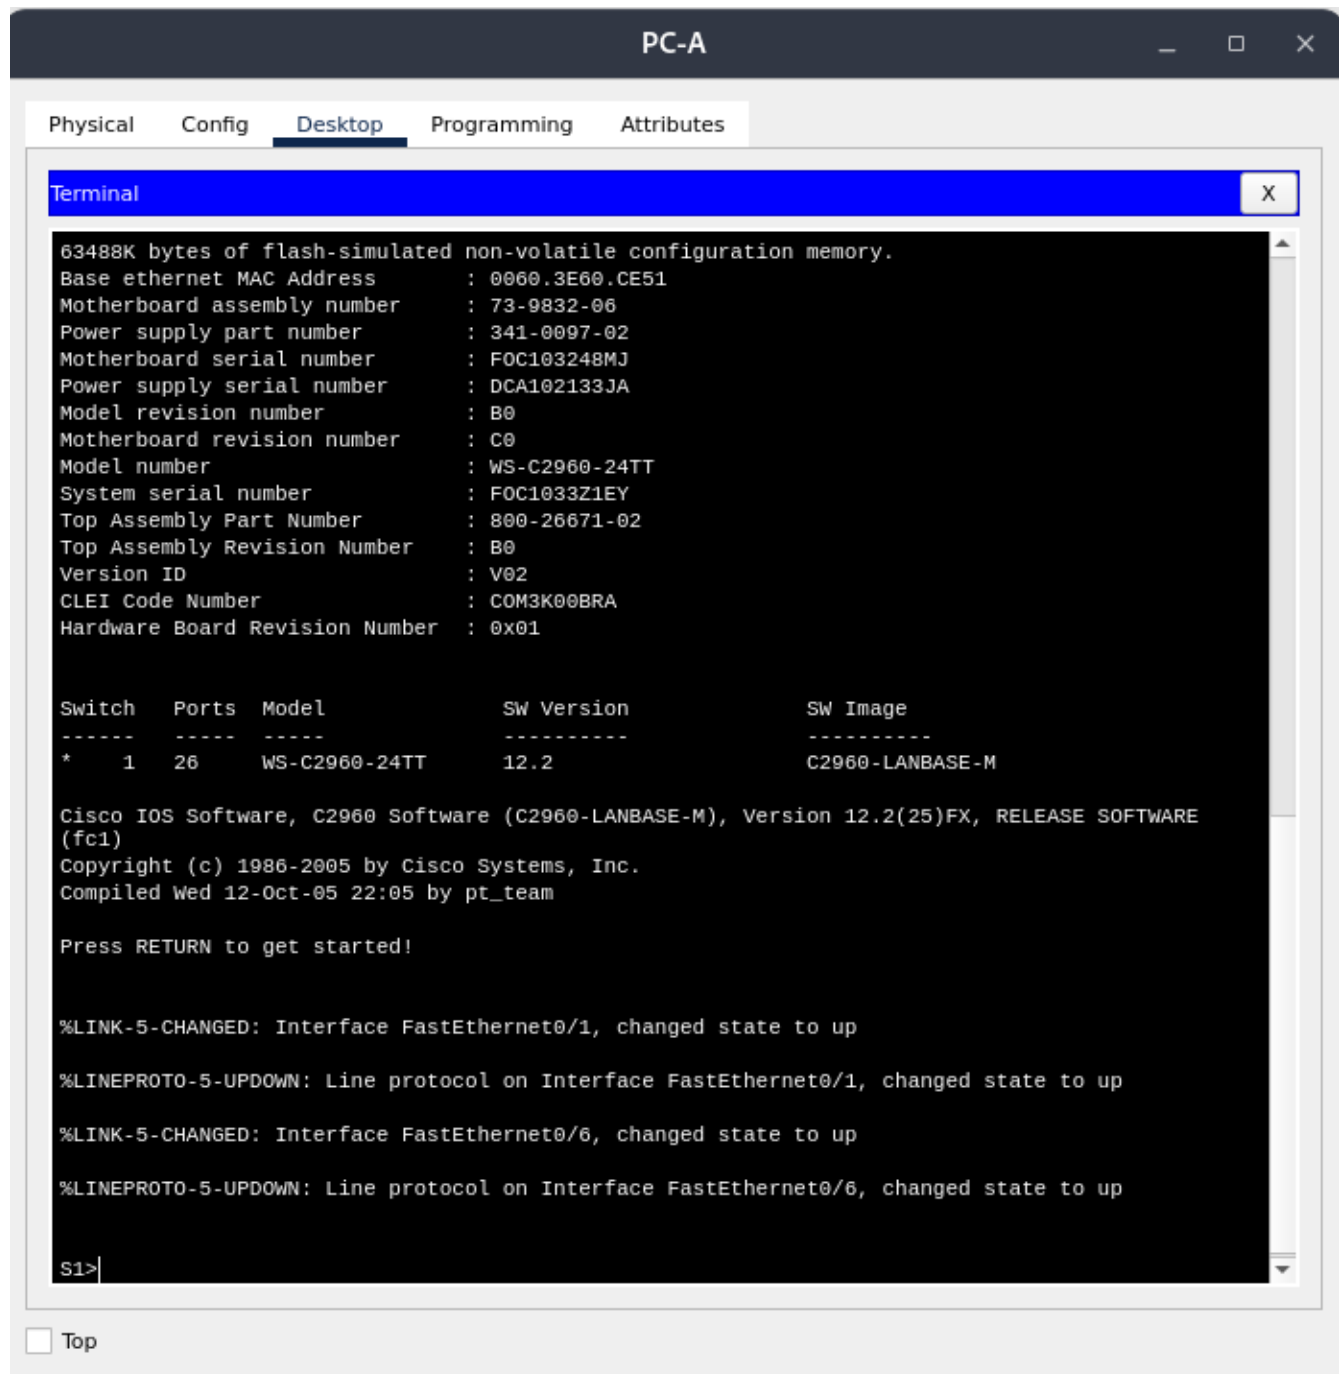 PC-A
Physical Config Desktop Programming Attributes
Terminal X
63488K bytes of flash-simulated non-volatile configuration memory.
Base ethernet MAC Address       : 0060.3E60.CE51
Motherboard assembly number     : 73-9832-06
Power supply part number        : 341-0097-02
Motherboard serial number       : FOC103248MJ
Power supply serial number      : DCA102133JA
Model revision number           : B0
Motherboard revision number     : C0
Model number                    : WS-C2960-24TT
System serial number            : FOC1033Z1EY
Top Assembly Part Number        : 800-26671-02
Top Assembly Revision Number    : B0
Version ID                      : V02
CLEI Code Number                : COM3K00BRA
Hardware Board Revision Number  : 0x01
Switch   Ports  Model              SW Version              SW Image
------   -----  -----              ----------              ----------
*    1   26     WS-C2960-24TT      12.2                    C2960-LANBASE-M
Cisco IOS Software, C2960 Software (C2960-LANBASE-M), Version 12.2(25)FX, RELEASE SOFTWARE
(fc1)
Copyright (c) 1986-2005 by Cisco Systems, Inc.
Compiled Wed 12-Oct-05 22:05 by pt_team
Press RETURN to get started!
%LINK-5-CHANGED: Interface FastEthernet0/1, changed state to up
%LINEPROTO-5-UPDOWN: Line protocol on Interface FastEthernet0/1, changed state to up
%LINK-5-CHANGED: Interface FastEthernet0/6, changed state to up
%LINEPROTO-5-UPDOWN: Line protocol on Interface FastEthernet0/6, changed state to up
S1>
Top